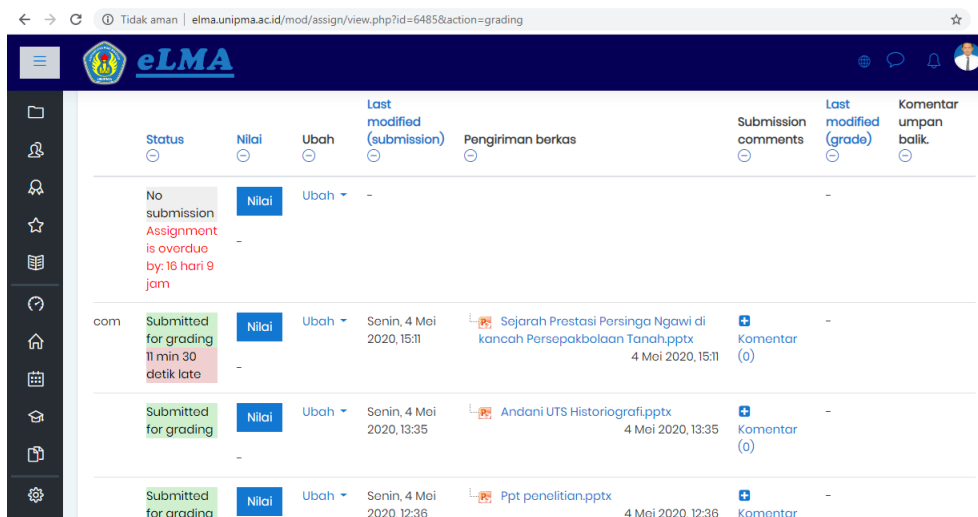 Tidak aman | elma.unipma.ac.id/mod/assign/view.php?id=6485&action=grading
eLMA
Status
Nilai
Ubah
Last
modified
(submission)
Pengiriman berkas
Submission
comments
Last
modified
(grade)
Komentar
umpan
balik.
No
submission
Assignment
is overdue
by: 16 hari 9
jam
Nilai
-
Ubah
-
-
com
Submitted
for grading
11 min 30
detik late
Nilai
-
Ubah
Senin, 4 Mei
2020, 15:11
Sejarah Prestasi Persinga Ngawi di
kancah Persepakbolaan Tanah.pptx
4 Mei 2020, 15:11
Komentar
(0)
-
Submitted
for grading
Nilai
-
Ubah
Senin, 4 Mei
2020, 13:35
Andani UTS Historiografi.pptx
4 Mei 2020, 13:35
Komentar
(0)
-
Submitted
for grading
Nilai
Ubah
Senin, 4 Mei
2020, 12:36
Ppt penelitian.pptx
4 Mei 2020, 12:36
Komentar
-